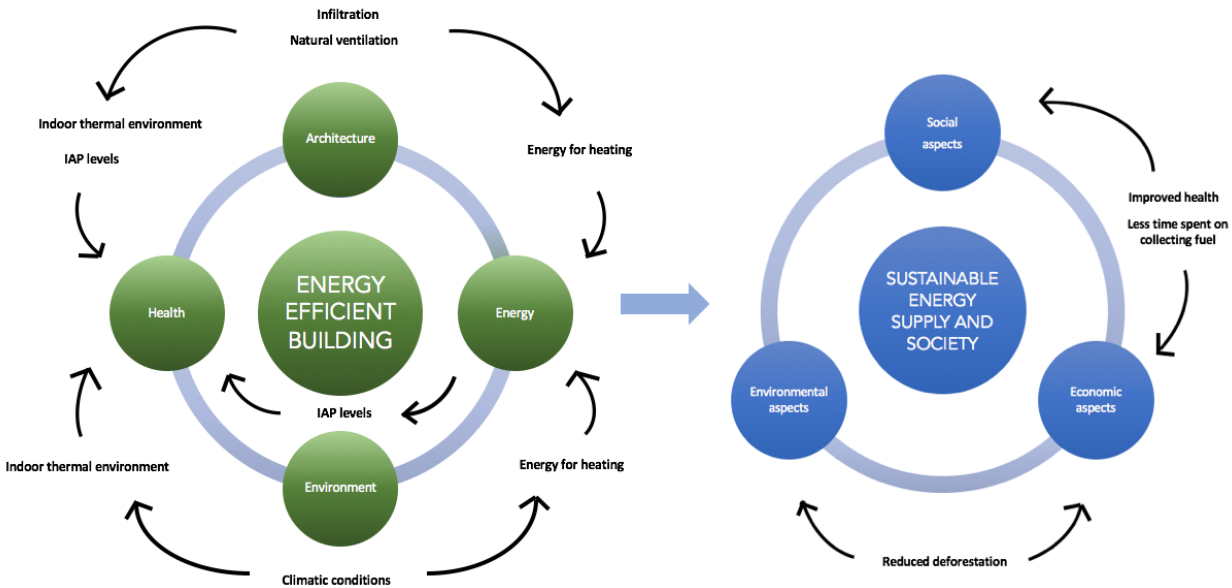 Infiltration
Natural ventilation
Indoor thermal environment
IAP levels
Architecture
Energy for heating
Health
ENERGY
EFFICIENT
BUILDING
Energy
IAP levels
Indoor thermal environment
Environment
Energy for heating
Climatic conditions
Social
aspects
Improved health
Less time spent on
collecting fuel
SUSTAINABLE
ENERGY
SUPPLY AND
SOCIETY
Environmental
aspects
Economic
aspects
Reduced deforestation